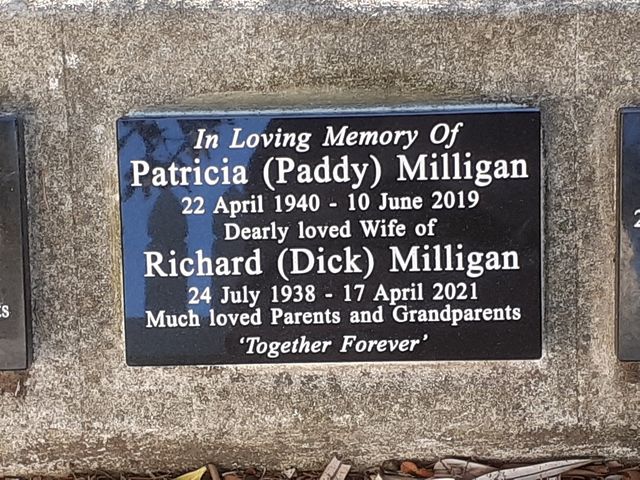 In Loving Memory Of
Patricia (Paddy) Milligan
22 April 1940 - 10 June 2019
Dearly loved Wife of
Richard (Dick) Milligan
24 July 1938 - 17 April 2021
Much loved Parents and Grandparents
'Together Forever'